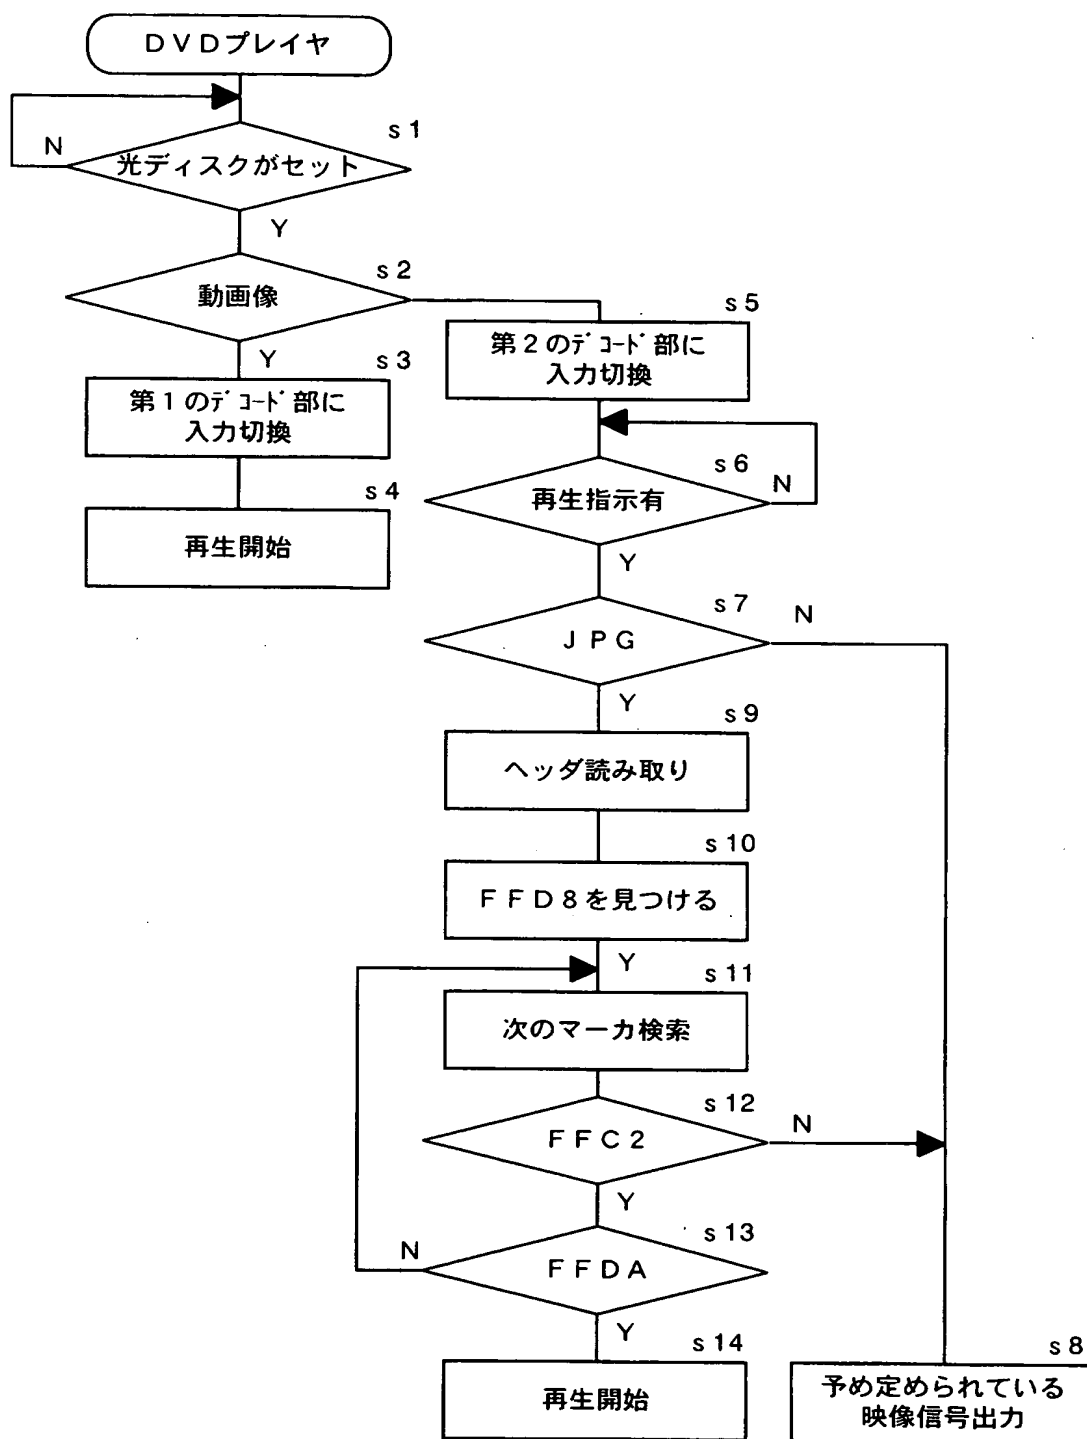 DVDプレイヤ
s1
N
光ディスクがセット
Y
s2
動画像
s5
第2のデコード部に
入力切換
Y
s3
第1のデコード部に
入力切換
s6
再生指示有
N
s4
再生開始
Y
s7
N
JPG
Y
s9
ヘッダ読み取り
s10
FFD8を見つける
Y
s11
次のマーカ検索
s12
N
FFC2
Y
s13
N
FFDA
Y
s14
再生開始
s8
予め定められている
映像信号出力